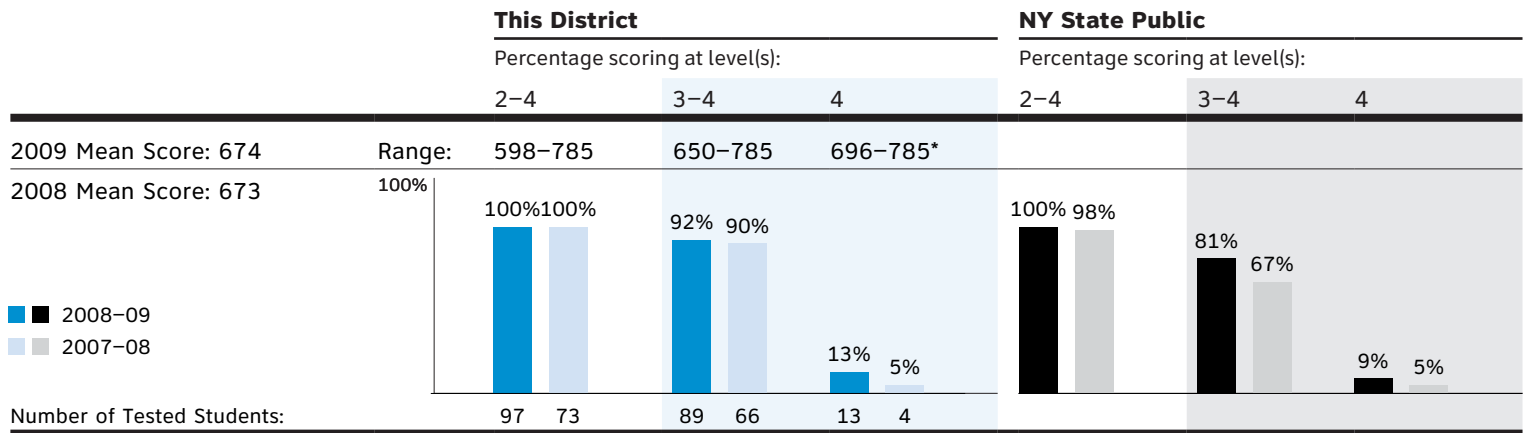 This District NY State Public
Percentage scoring at level(s): Percentage scoring at level(s):
2–4 3–4 4 2–4 3–4 4
2009 Mean Score: 674 Range: 598–785 650–785 696–785*
2008 Mean Score: 673 100%
100% 100% 92% 90% 13% 5% 100% 98% 81% 67% 9% 5%
2008–09
2007–08
Number of Tested Students: 97 73 89 66 13 4